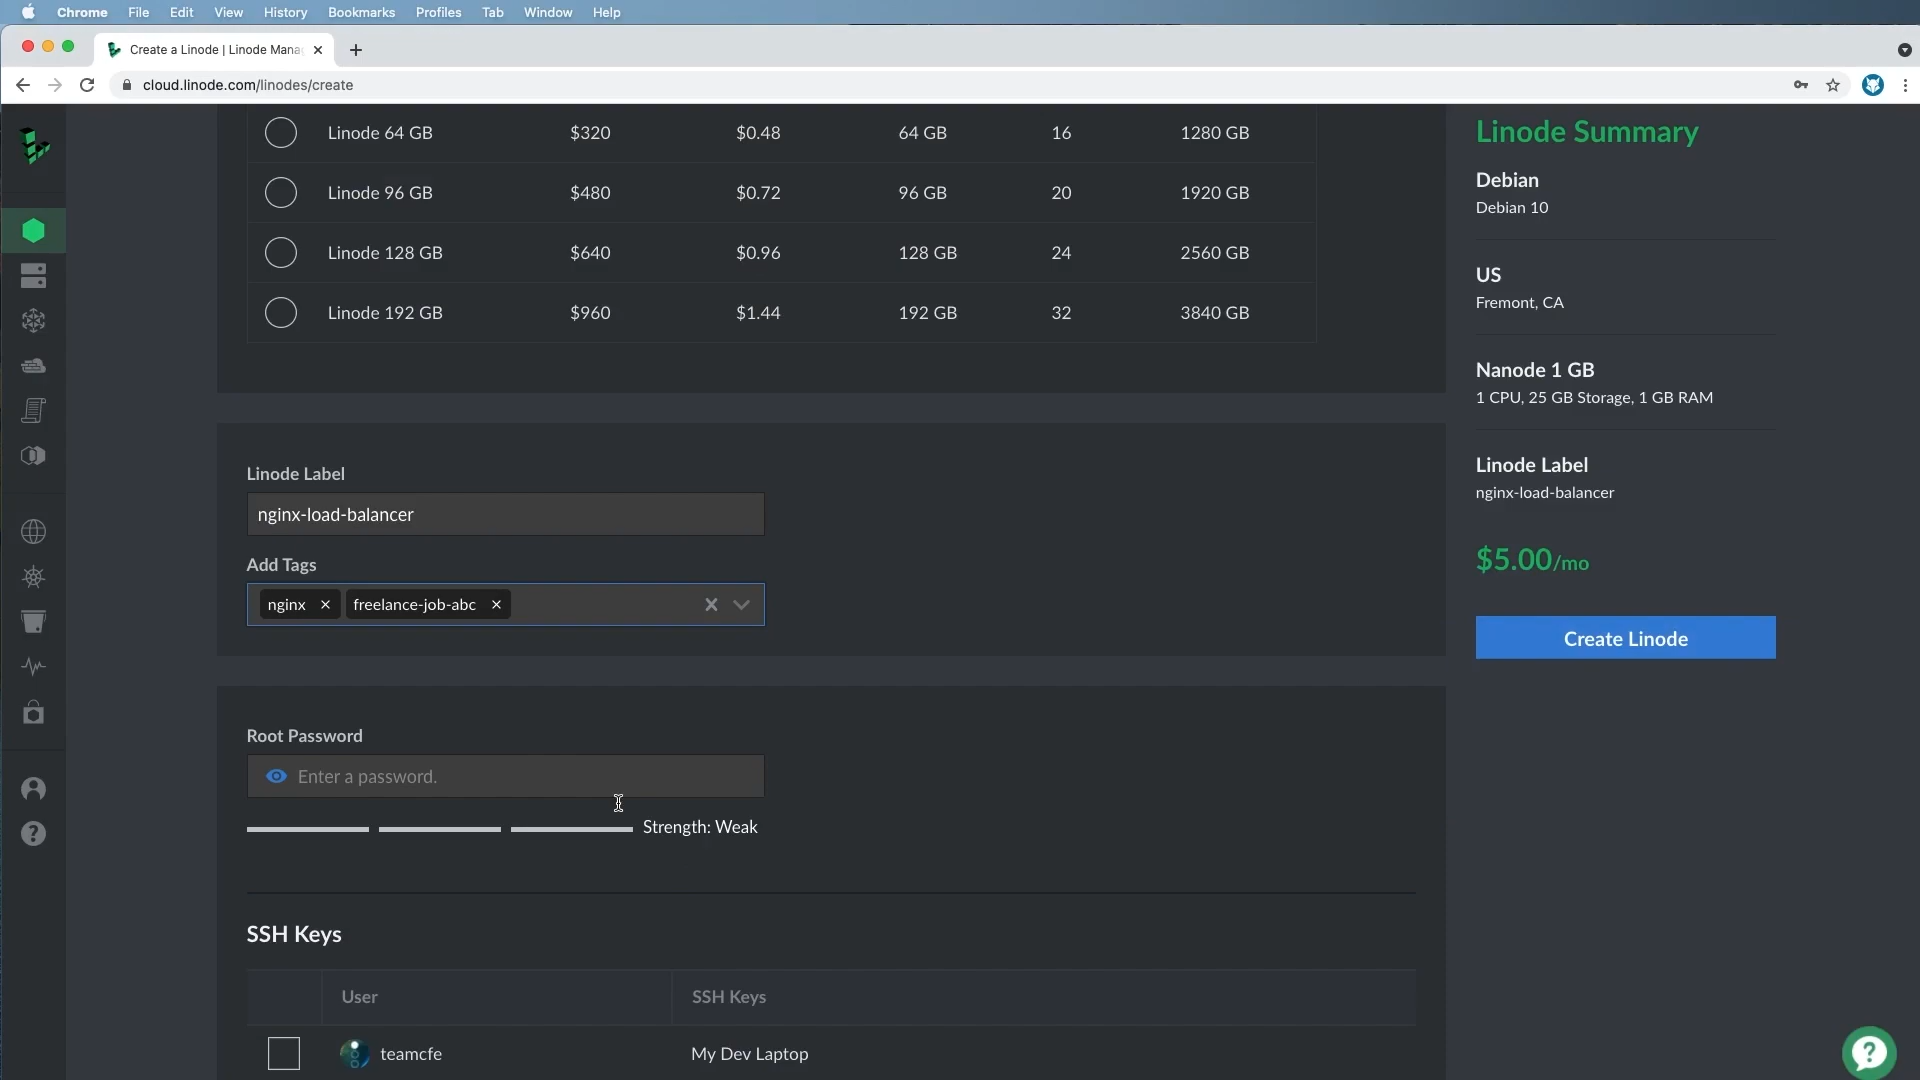 Chrome File Edit View History Bookmarks Profiles Tab Window Help
Create a Linode | Linode Mana
cloud.linode.com/linodes/create
Linode 64 GB $320 $0.48 64 GB 16 1280 GB
Linode 96 GB $480 $0.72 96 GB 20 1920 GB
Linode 128 GB $640 $0.96 128 GB 24 2560 GB
Linode 192 GB $960 $1.44 192 GB 32 3840 GB
Linode Label
nginx-load-balancer
Add Tags
nginx freelance-job-abc
Root Password
Enter a password.
Strength: Weak
SSH Keys
User SSH Keys
teamcfe My Dev Laptop
Linode Summary
Debian
Debian 10
US
Fremont, CA
Nanode 1 GB
1 CPU, 25 GB Storage, 1 GB RAM
Linode Label
nginx-load-balancer
$5.00/mo
Create Linode